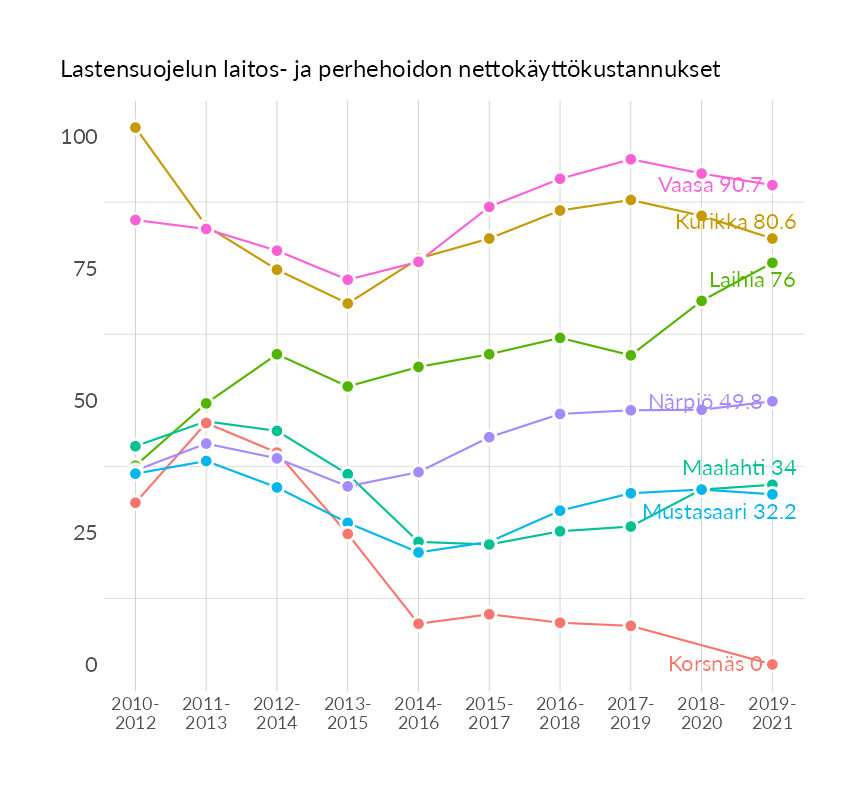 Lastensuojelun laitos- ja perhehoidon nettokäyttökustannukset
100
75
50
25
0
Vaasa 90.7
Kurikka 80.6
Laihia 76
Närpiö 49.8
Maalahti 34
Mustasaari 32.2
Korsnäs 0
2010- 2011- 2012- 2013- 2014- 2015- 2016- 2017- 2018- 2019-
2012 2013 2014 2015 2016 2017 2018 2019 2020 2021